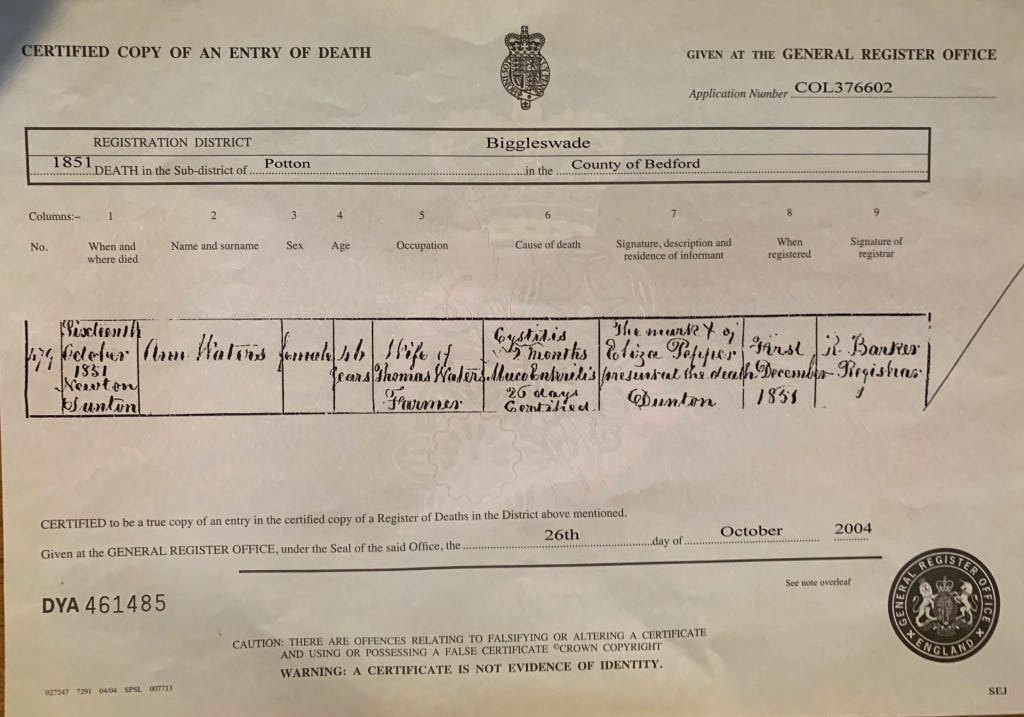 CERTIFIED COPY OF AN ENTRY OF DEATH
GIVEN AT THE GENERAL REGISTER OFFICE
Application Number COL376602
REGISTRATION DISTRICT Biggleswade
1851 DEATH in the Sub-district of Potton in the County of Bedford
Columns:– 1 2 3 4 5 6 7 8 9
No. When and where died Name and surname Sex Age Occupation Cause of death Signature, description and residence of informant When registered Signature of registrar
Sixteenth
October
1851
Newton
Dunton
Ann Waters
female
years
Wife of
Thomas Waters
Farmer
Cystitis
months
Muco Enteritis
26 days
Certified
The mark X of
Eliza Pepper
present at the death
Dunton
First
December
1851
R. Barker
Registrar
CERTIFIED to be a true copy of an entry in the certified copy of a Register of Deaths in the District above mentioned.
Given at the GENERAL REGISTER OFFICE, under the Seal of the said Office, the 26th day of October 2004
See note overleaf
DYA 461485
GENERAL REGISTER OFFICE
ENGLAND
CAUTION: THERE ARE OFFENCES RELATING TO FALSIFYING OR ALTERING A CERTIFICATE
AND USING OR POSSESSING A FALSE CERTIFICATE ©CROWN COPYRIGHT
WARNING: A CERTIFICATE IS NOT EVIDENCE OF IDENTITY.
027247 7291 04/04 SPSL 007713
SEJ